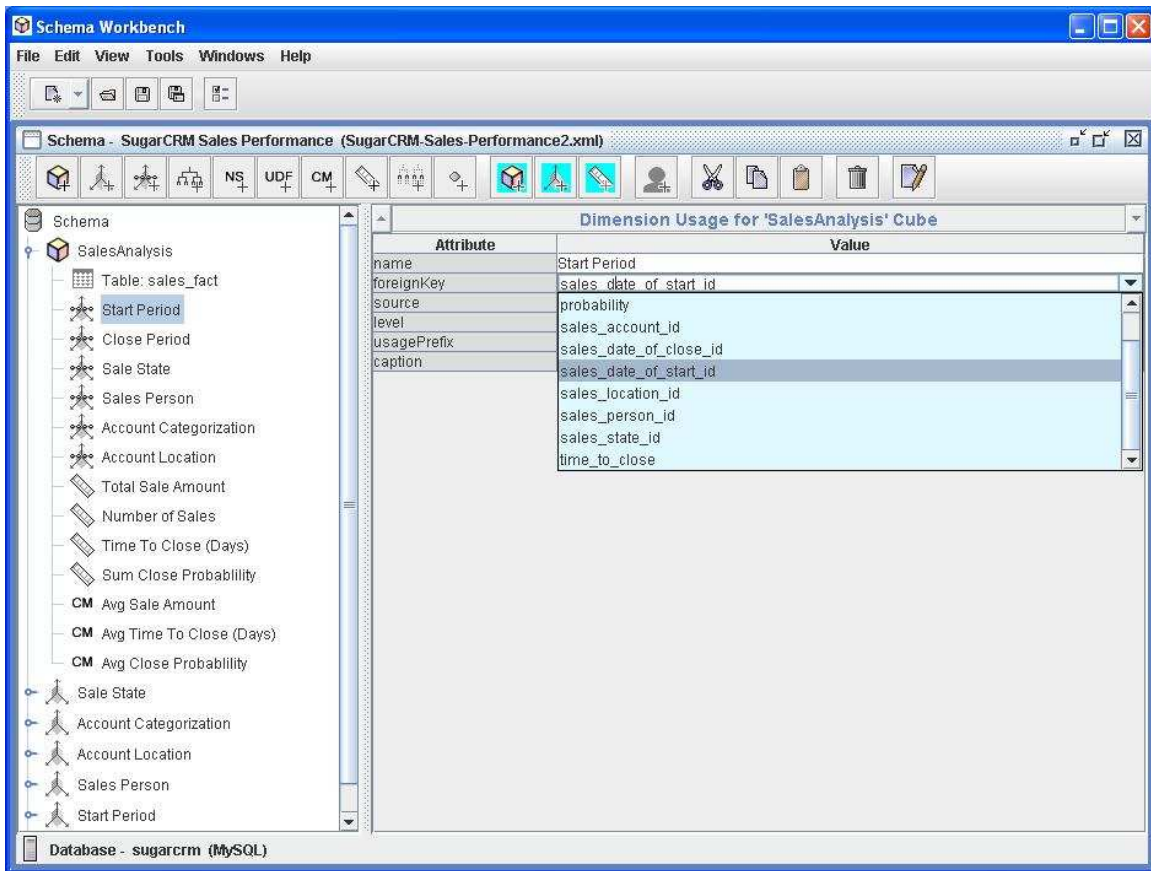 Schema Workbench
File Edit View Tools Windows Help
Schema - SugarCRM Sales Performance (SugarCRM-Sales-Performance2.xml)
NS UDF CM
Schema
SalesAnalysis
Table: sales_fact
Start Period
Close Period
Sale State
Sales Person
Account Categorization
Account Location
Total Sale Amount
Number of Sales
Time To Close (Days)
Sum Close Probablility
CM Avg Sale Amount
CM Avg Time To Close (Days)
CM Avg Close Probablility
Sale State
Account Categorization
Account Location
Sales Person
Start Period
Dimension Usage for 'SalesAnalysis' Cube
Attribute Value
name Start Period
foreignKey sales_date_of_start_id
source
level
usagePrefix
caption
probability
sales_account_id
sales_date_of_close_id
sales_date_of_start_id
sales_location_id
sales_person_id
sales_state_id
time_to_close
Database - sugarcrm (MySQL)